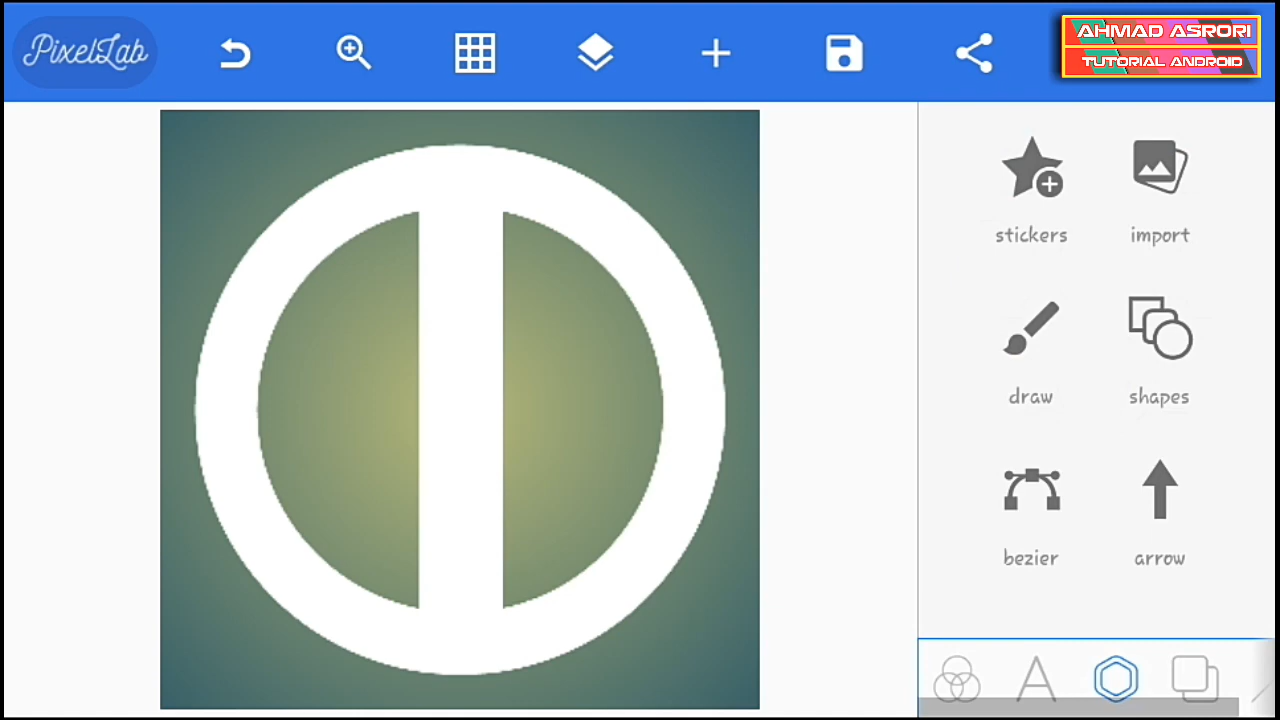 PixelLab
AHMAD ASRORI
TUTORIAL ANDROID
stickers
import
draw
shapes
bezier
arrow